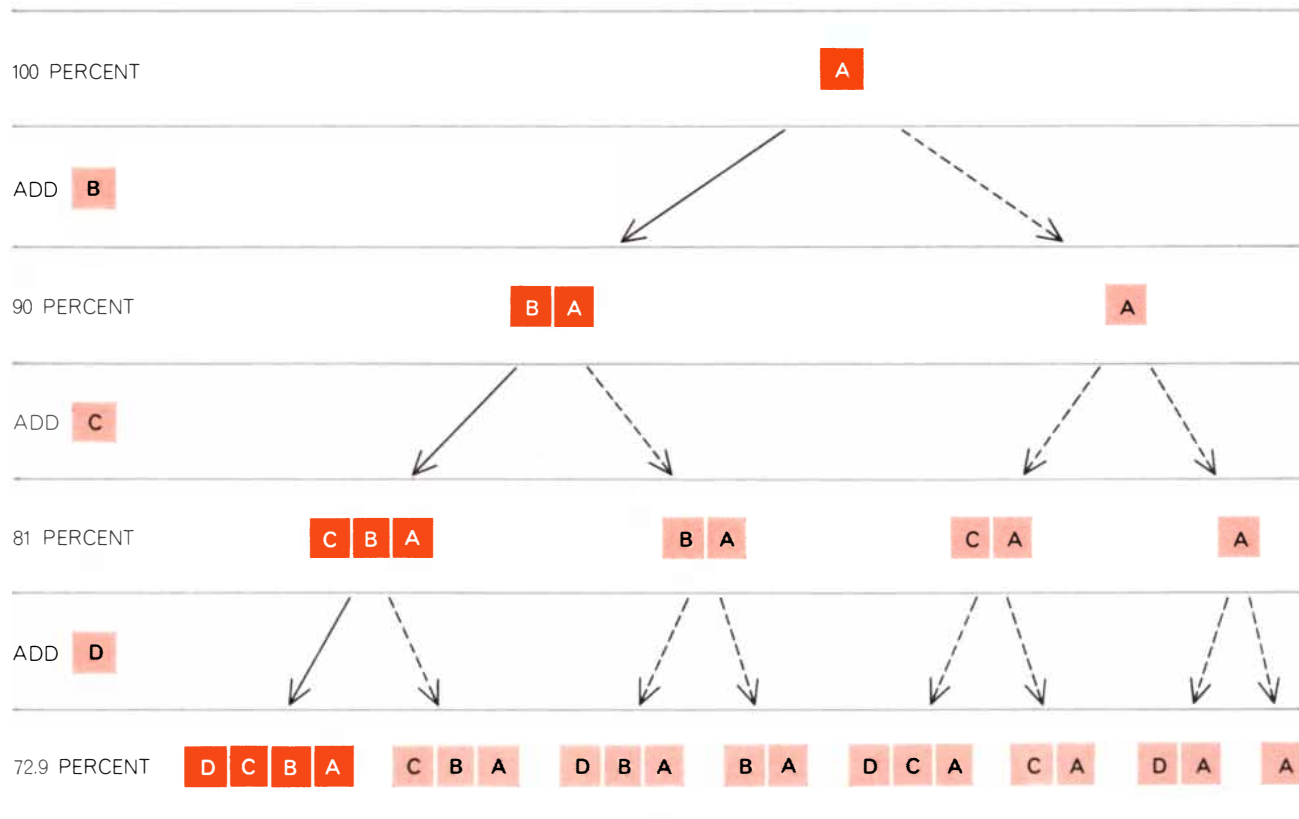 100 PERCENT A
ADD B
90 PERCENT B A A
ADD C
81 PERCENT C B A B A C A A
ADD D
72.9 PERCENT D C B A C B A D B A B A D C A C A D A A